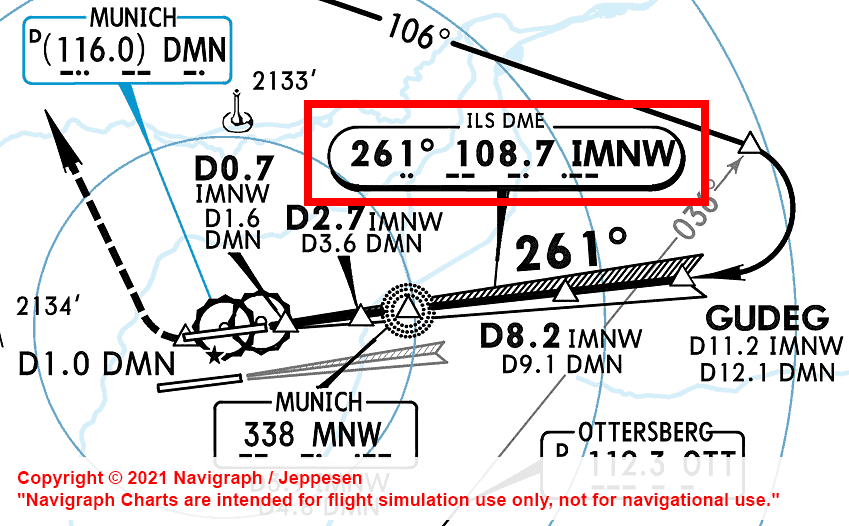 MUNICH
D(116.0) DMN
2133'
106°
ILS DME
261° 108.7 IMNW
D0.7
IMNW
D1.6
DMN
D2.7 IMNW
D3.6 DMN
036°
261°
2134'
D1.0 DMN
D8.2 IMNW
D9.1 DMN
GUDEG
D11.2 IMNW
D12.1 DMN
MUNICH
338 MNW
OTTERSBERG
D 112.3 OTT
Copyright © 2021 Navigraph / Jeppesen
"Navigraph Charts are intended for flight simulation use only, not for navigational use."